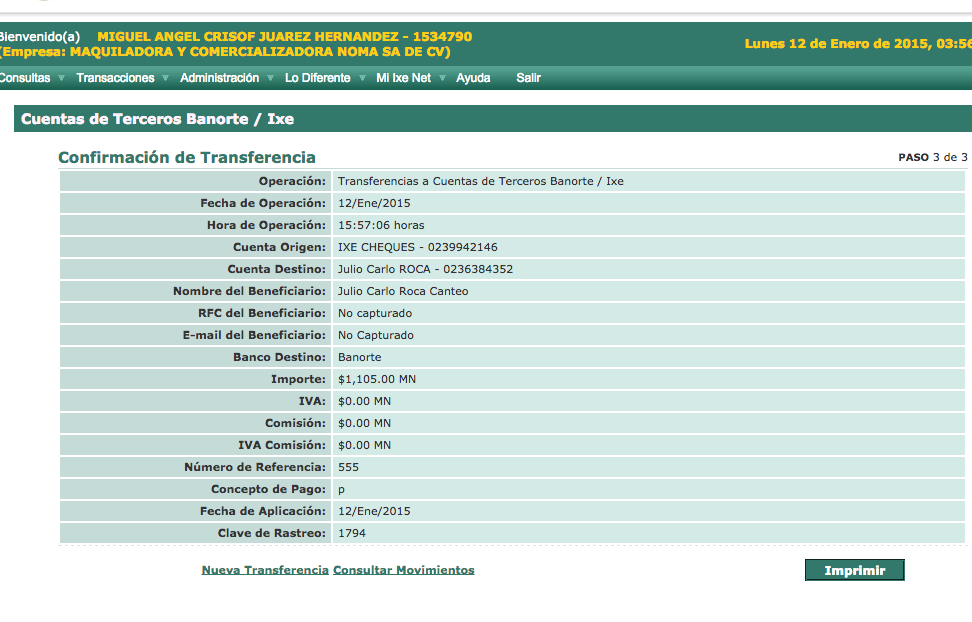 Bienvenido(a) MIGUEL ANGEL CRISOF JUAREZ HERNANDEZ - 1534790
(Empresa: MAQUILADORA Y COMERCIALIZADORA NOMA SA DE CV)
Lunes 12 de Enero de 2015, 03:56
Consultas Transacciones Administración Lo Diferente Mi Ixe Net Ayuda Salir
Cuentas de Terceros Banorte / Ixe
Confirmación de Transferencia PASO 3 de 3
Operación: Transferencias a Cuentas de Terceros Banorte / Ixe
Fecha de Operación: 12/Ene/2015
Hora de Operación: 15:57:06 horas
Cuenta Origen: IXE CHEQUES - 0239942146
Cuenta Destino: Julio Carlo ROCA - 0236384352
Nombre del Beneficiario: Julio Carlo Roca Canteo
RFC del Beneficiario: No capturado
E-mail del Beneficiario: No Capturado
Banco Destino: Banorte
Importe: $1,105.00 MN
IVA: $0.00 MN
Comisión: $0.00 MN
IVA Comisión: $0.00 MN
Número de Referencia: 555
Concepto de Pago: p
Fecha de Aplicación: 12/Ene/2015
Clave de Rastreo: 1794
Nueva Transferencia Consultar Movimientos Imprimir